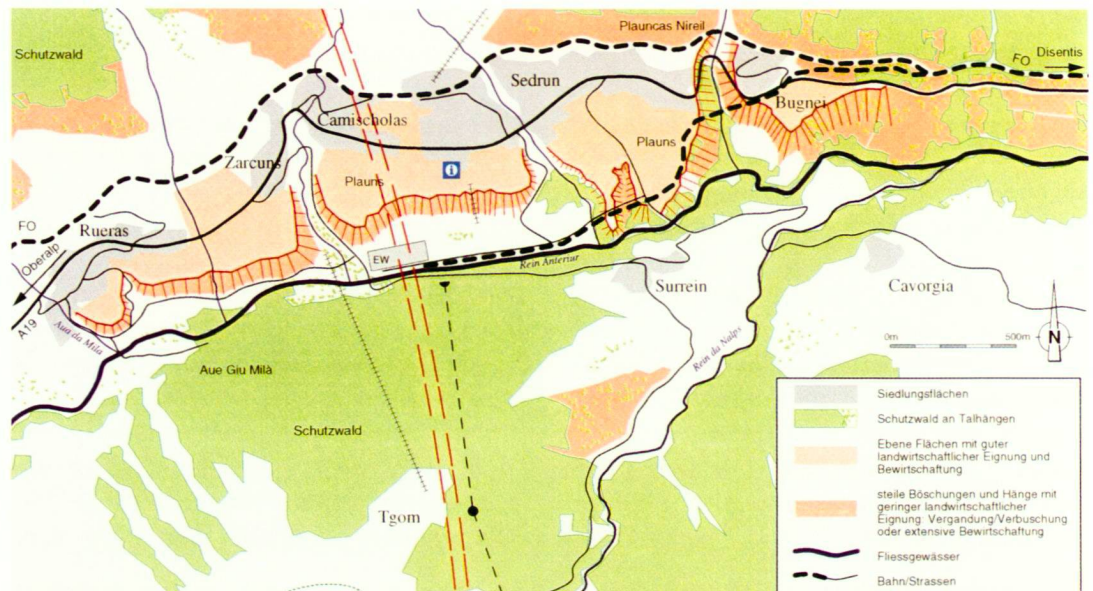 Schutzwald
Plauncas Nireil
FO
Disentis
Sedrun
Bugnei
Camischolas
Zarcuns
Plauns
Plauns
i
FO
Rueras
Oberalp
EW
Rein Anteriur
Surrein
Cavorgia
A19
Aua da Mila
Rein da Nalps
0m
500m
N
Aue Giu Milà
Schutzwald
Tgom
Siedlungsflächen
Schutzwald an Talhängen
Ebene Flächen mit guter
landwirtschaftlicher Eignung und
Bewirtschaftung
steile Böschungen und Hänge mit
geringer landwirtschaftlicher
Eignung: Vergandung/Verbuschung
oder extensive Bewirtschaftung
Fliessgewässer
Bahn/Strassen